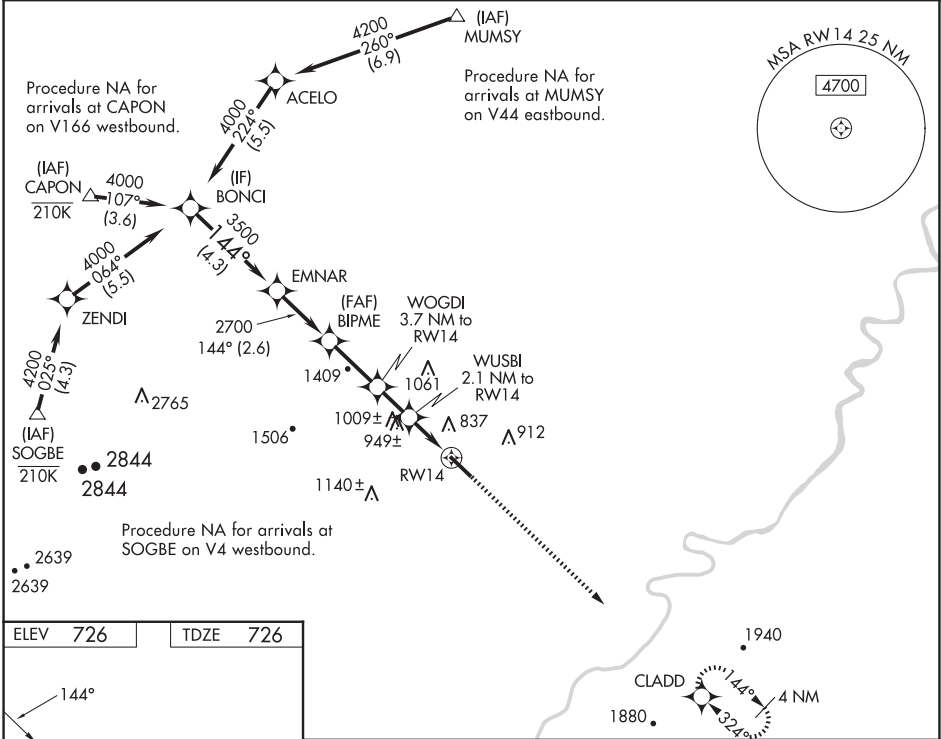 (IAF)
MUMSY
4200
260°
(6.9)
MSA RW14 25 NM
4700
Procedure NA for
arrivals at CAPON
on V166 westbound.
ACELO
Procedure NA for
arrivals at MUMSY
on V44 eastbound.
4000
224°
(5.5)
(IAF)
CAPON
210K
4000
107°
(3.6)
(IF)
BONCI
3500
144°
(4.3)
4000
064°
(5.5)
ZENDI
EMNAR
(FAF)
BIPME
WOGDI
3.7 NM to
RW14
2700
144° (2.6)
4200
025°
(4.3)
1409
1061
WUSBI
2.1 NM to
RW14
2765
(IAF)
SOGBE
210K
1009±
949±
837
912
1506
RW14
2844
2844
1140±
Procedure NA for arrivals at
SOGBE on V4 westbound.
2639
2639
ELEV 726
TDZE 726
144°
1940
CLADD
144°
4 NM
324°
1880